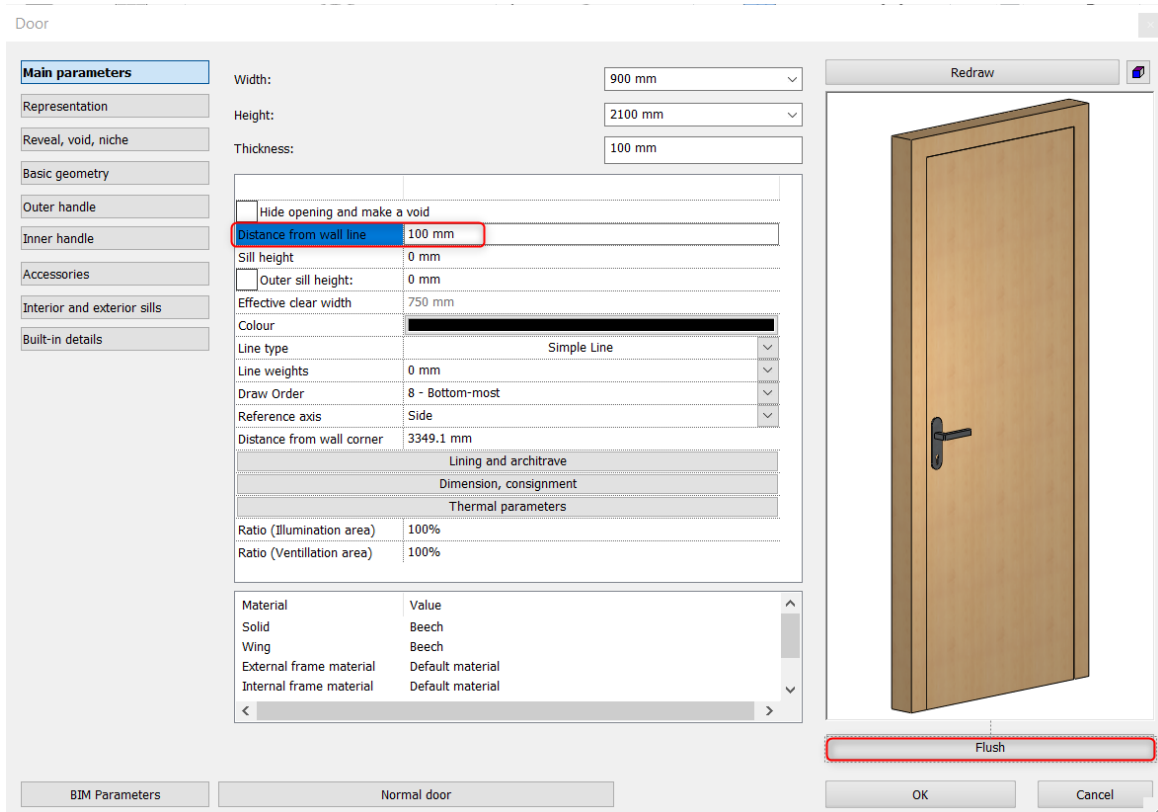 Door
Main parameters
Representation
Reveal, void, niche
Basic geometry
Outer handle
Inner handle
Accessories
Interior and exterior sills
Built-in details
Width: 900 mm
Height: 2100 mm
Thickness: 100 mm
Hide opening and make a void
Distance from wall line 100 mm
Sill height 0 mm
Outer sill height: 0 mm
Effective clear width 750 mm
Colour
Line type Simple Line
Line weights 0 mm
Draw Order 8 - Bottom-most
Reference axis Side
Distance from wall corner 3349.1 mm
Lining and architrave
Dimension, consignment
Thermal parameters
Ratio (Illumination area) 100%
Ratio (Ventillation area) 100%
Material Value
Solid Beech
Wing Beech
External frame material Default material
Internal frame material Default material
Redraw
Flush
BIM Parameters
Normal door
OK
Cancel